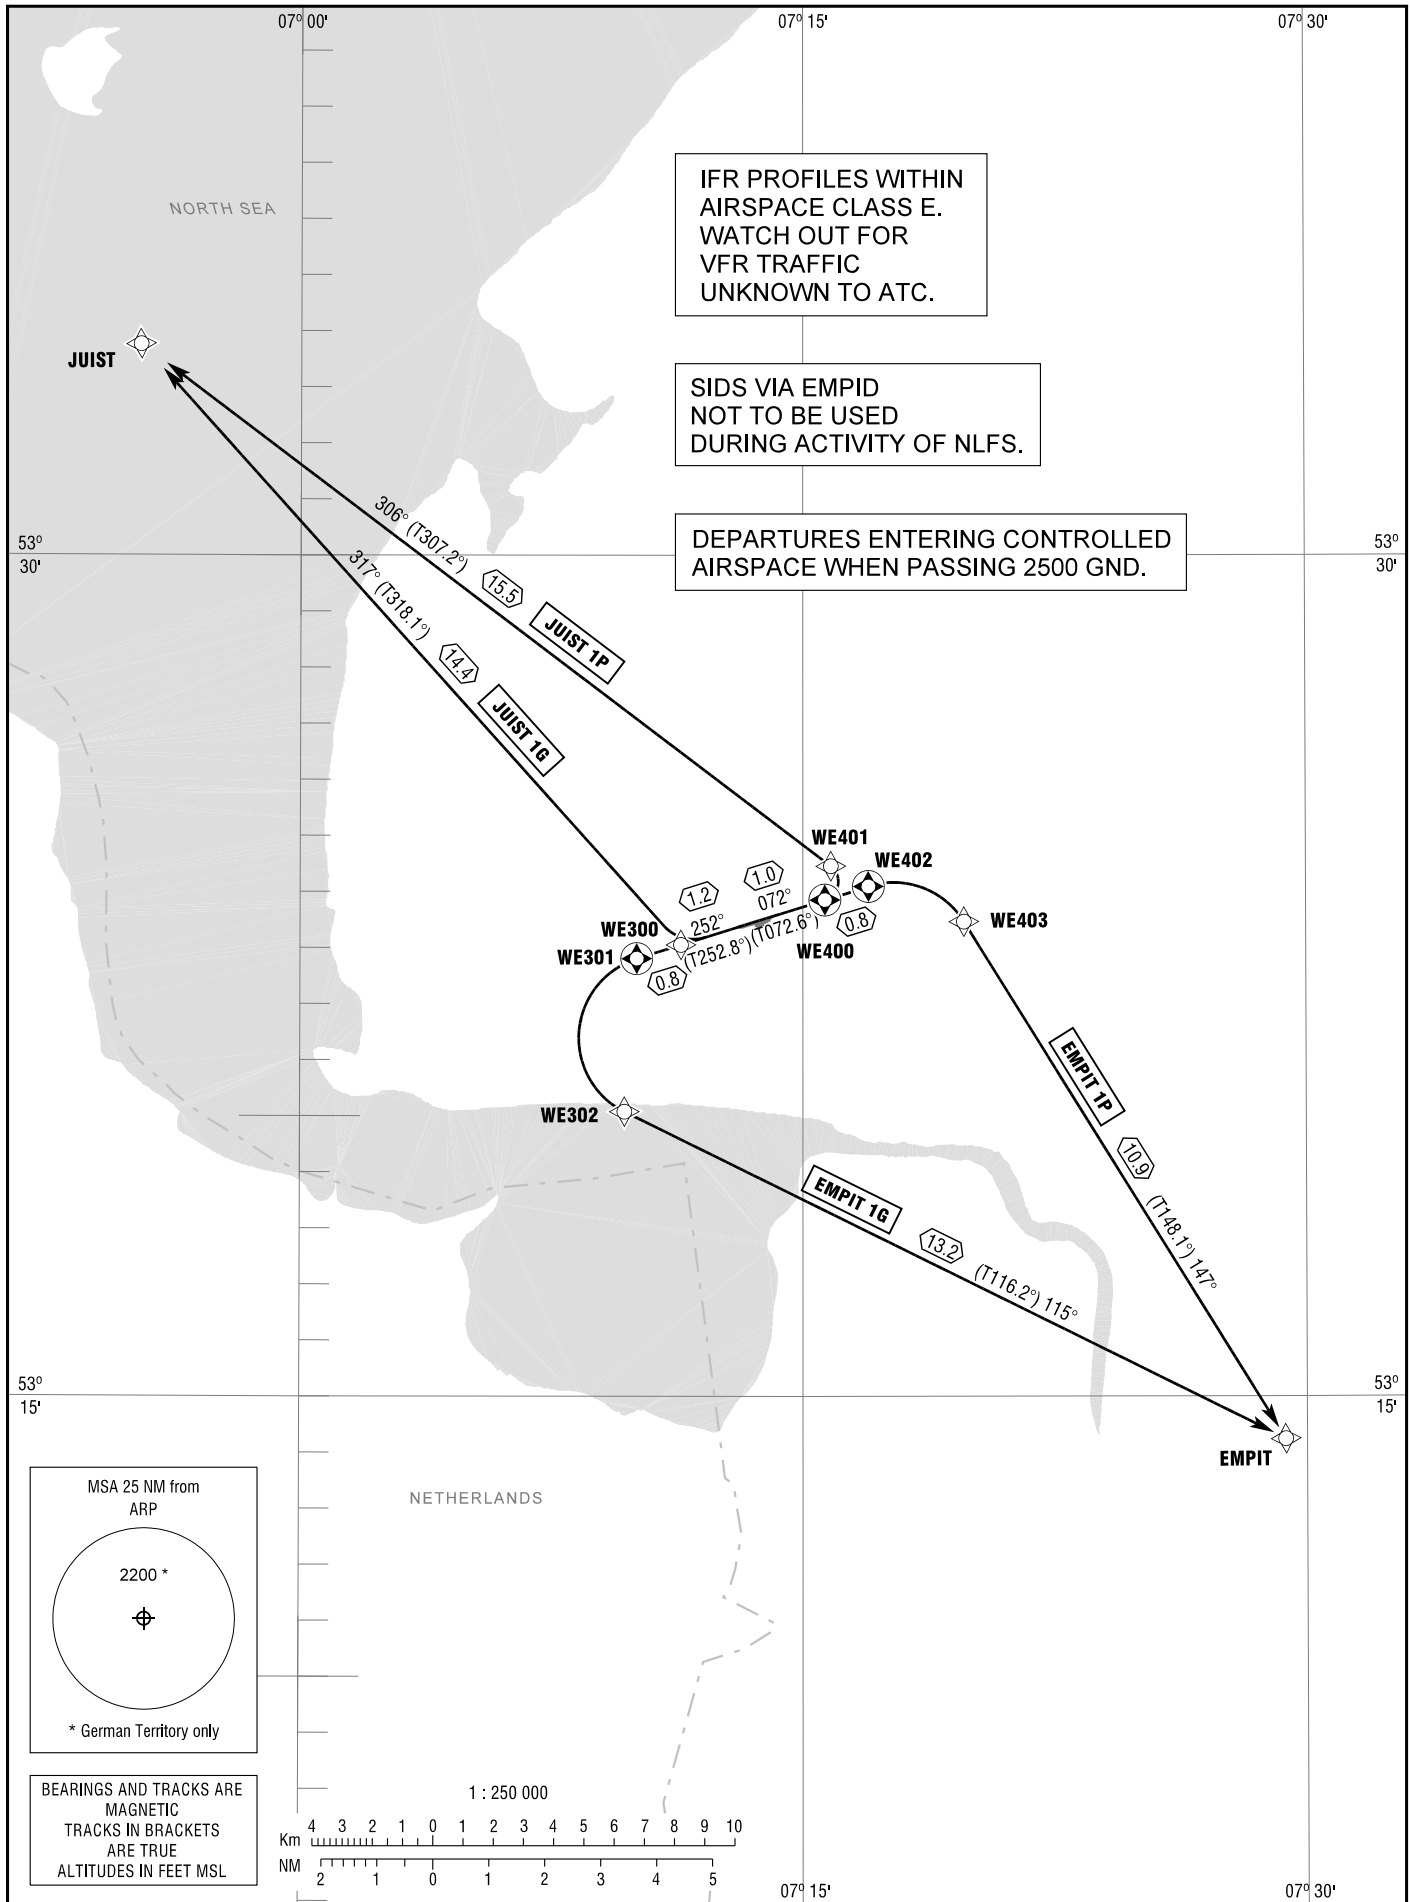 07° 00'
07° 15'
07° 30'
IFR PROFILES WITHIN
AIRSPACE CLASS E.
WATCH OUT FOR
VFR TRAFFIC
UNKNOWN TO ATC.
NORTH SEA
JUIST
SIDS VIA EMPID
NOT TO BE USED
DURING ACTIVITY OF NLFS.
306° (T307.2°)
15.5
JUIST 1P
317° (T318.1°)
14.4
JUIST 1G
53°
30'
53°
30'
DEPARTURES ENTERING CONTROLLED
AIRSPACE WHEN PASSING 2500 GND.
WE401
WE402
1.2
1.0
252°
072°
(T252.8°)
(T072.6°)
0.8
WE300
WE301
WE400
WE403
0.8
WE302
EMPIT 1P
10.9
(T148.1°) 147°
EMPIT 1G
13.2
(T116.2°) 115°
53°
15'
53°
15'
EMPIT
MSA 25 NM from
ARP
2200 *
* German Territory only
NETHERLANDS
BEARINGS AND TRACKS ARE
MAGNETIC
TRACKS IN BRACKETS
ARE TRUE
ALTITUDES IN FEET MSL
1 : 250 000
Km 4 3 2 1 0 1 2 3 4 5 6 7 8 9 10
NM 2 1 0 1 2 3 4 5
07° 15'
07° 30'